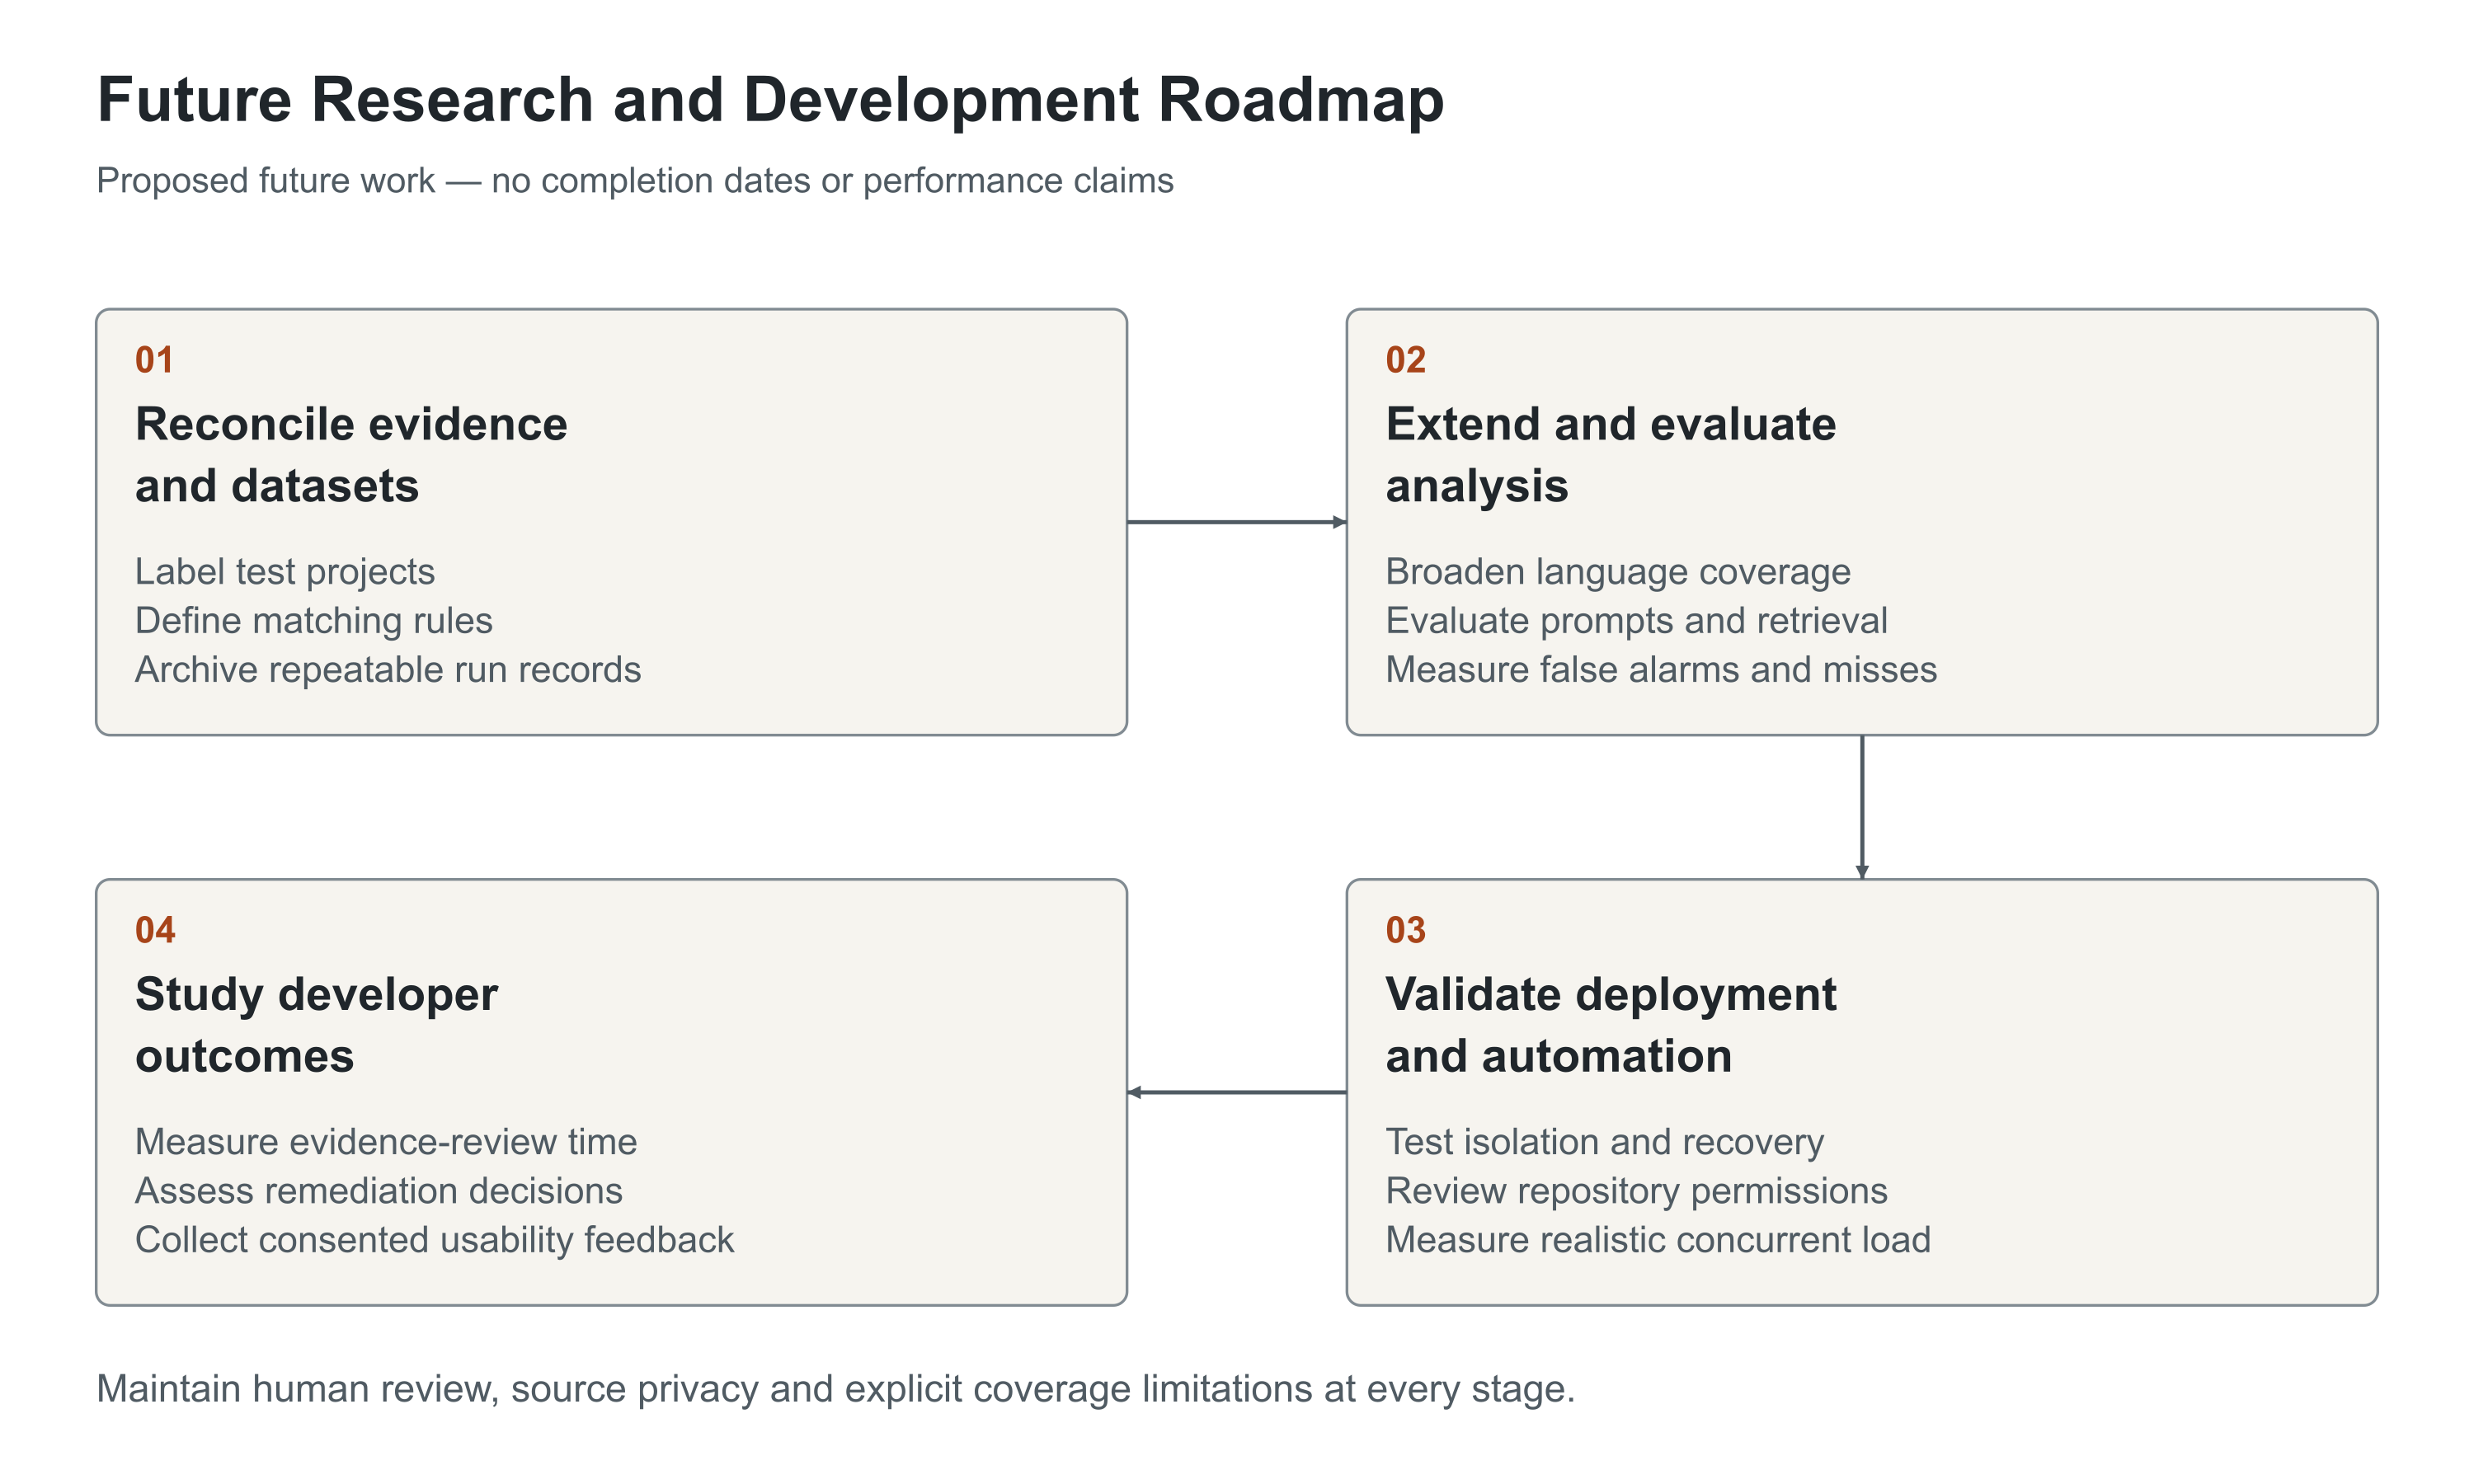 Future Research and Development Roadmap
Proposed future work — no completion dates or performance claims
01
Reconcile evidence
and datasets
Label test projects
Define matching rules
Archive repeatable run records
02
Extend and evaluate
analysis
Broaden language coverage
Evaluate prompts and retrieval
Measure false alarms and misses
03
Validate deployment
and automation
Test isolation and recovery
Review repository permissions
Measure realistic concurrent load
04
Study developer
outcomes
Measure evidence-review time
Assess remediation decisions
Collect consented usability feedback
Maintain human review, source privacy and explicit coverage limitations at every stage.